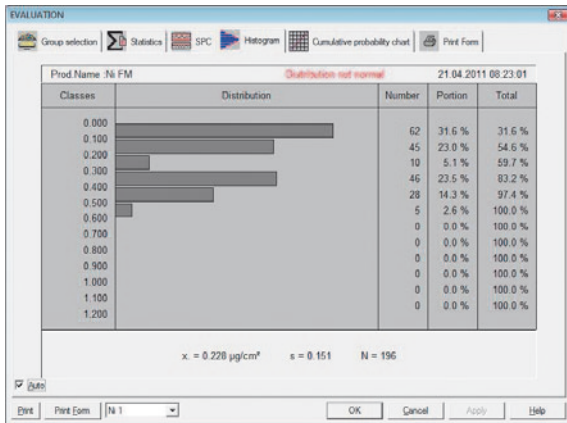 EVALUATION
Group selection Statistics SPC Histogram Cumulative probability chart Print Form
Prod.Name :Ni FM Distribution not normal 21.04.2011 08:23:01
Classes Distribution Number Portion Total
0.000
62 31.6 % 31.6 %
0.100
45 23.0 % 54.6 %
0.200
10 5.1 % 59.7 %
0.300
46 23.5 % 83.2 %
0.400
28 14.3 % 97.4 %
0.500
5 2.6 % 100.0 %
0.600
0 0.0 % 100.0 %
0.700
0 0.0 % 100.0 %
0.800
0 0.0 % 100.0 %
0.900
0 0.0 % 100.0 %
1.000
0 0.0 % 100.0 %
1.100
0 0.0 % 100.0 %
1.200
x. = 0.228 µg/cm² s = 0.151 N = 196
Auto
Print Print Form Ni 1 OK Cancel Apply Help